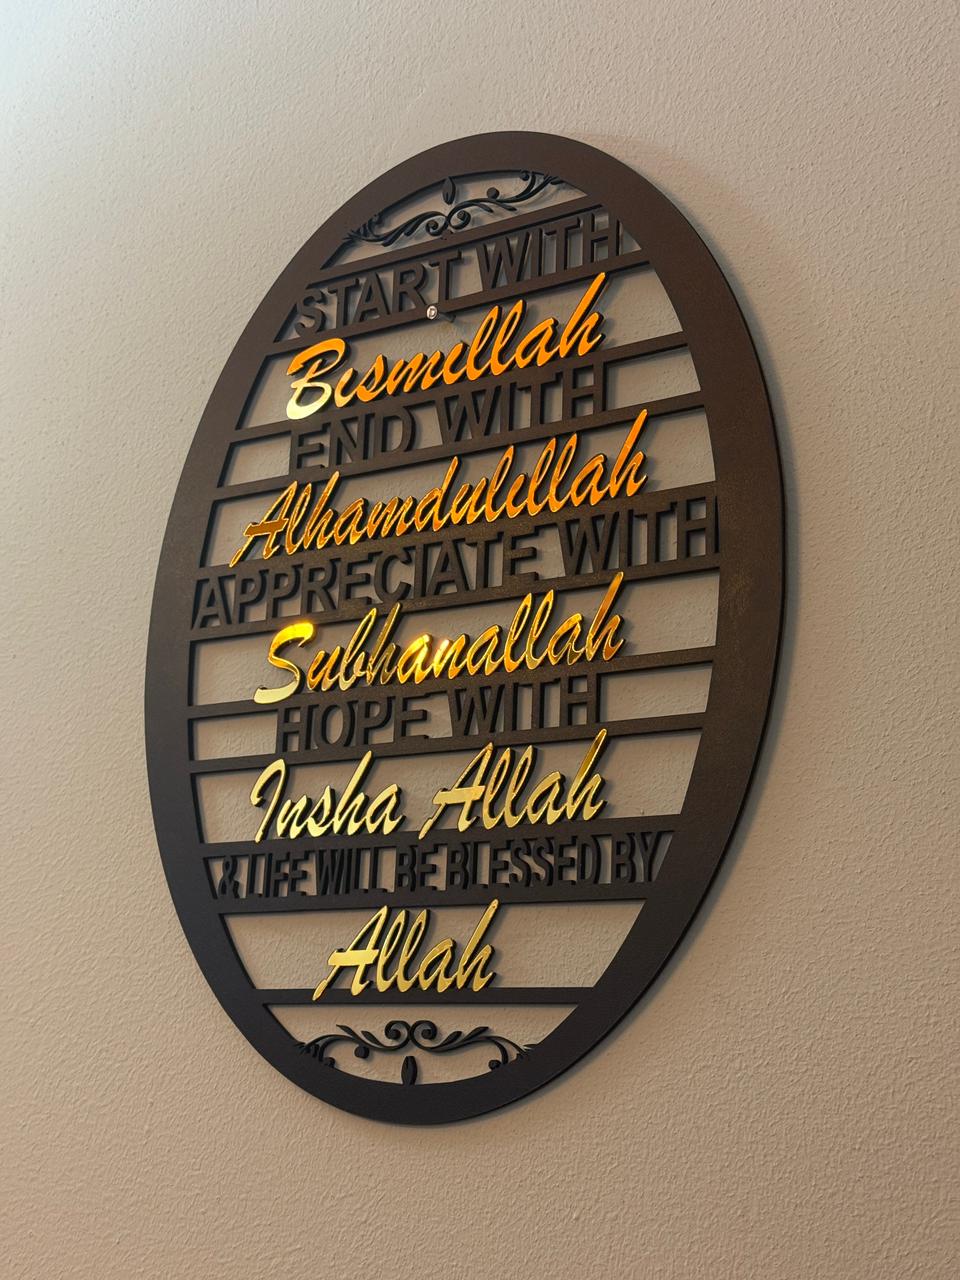 START WITH
Bismillah
END WITH
Alhamdulillah
APPRECIATE WITH
Subhanallah
HOPE WITH
Insha Allah
& LIFE WILL BE BLESSED BY
Allah